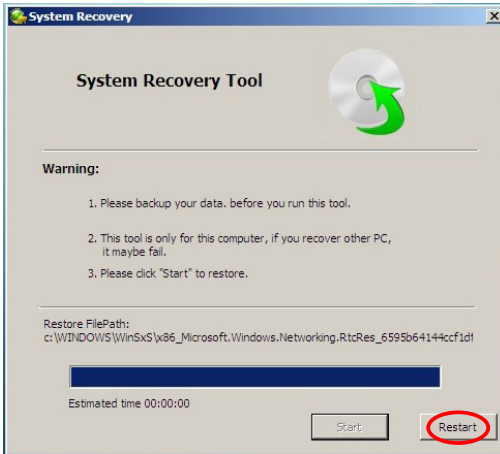 System Recovery
System Recovery Tool
Warning:
1. Please backup your data. before you run this tool.
2. This tool is only for this computer, if you recover other PC,
it maybe fail.
3. Please click "Start" to restore.
Restore FilePath:
c:\WINDOWS\WinSxS\x86_Microsoft.Windows.Networking.RtcRes_6595b64144ccf1df
Estimated time 00:00:00
Start
Restart